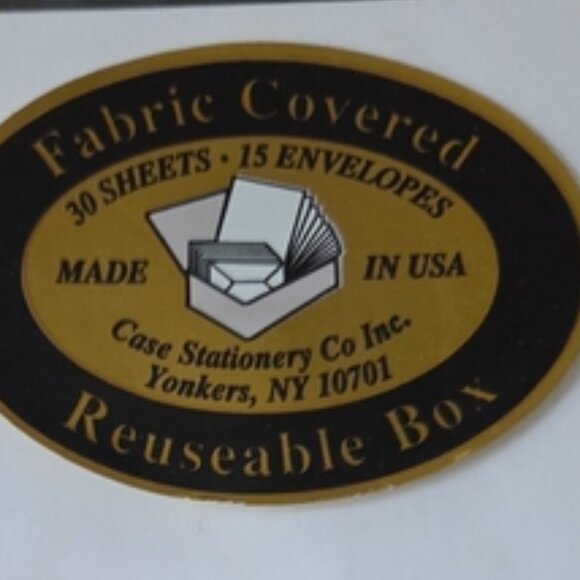 Fabric Covered
30 SHEETS • 15 ENVELOPES
MADE IN USA
Case Stationery Co Inc.
Yonkers, NY 10701
Reuseable Box